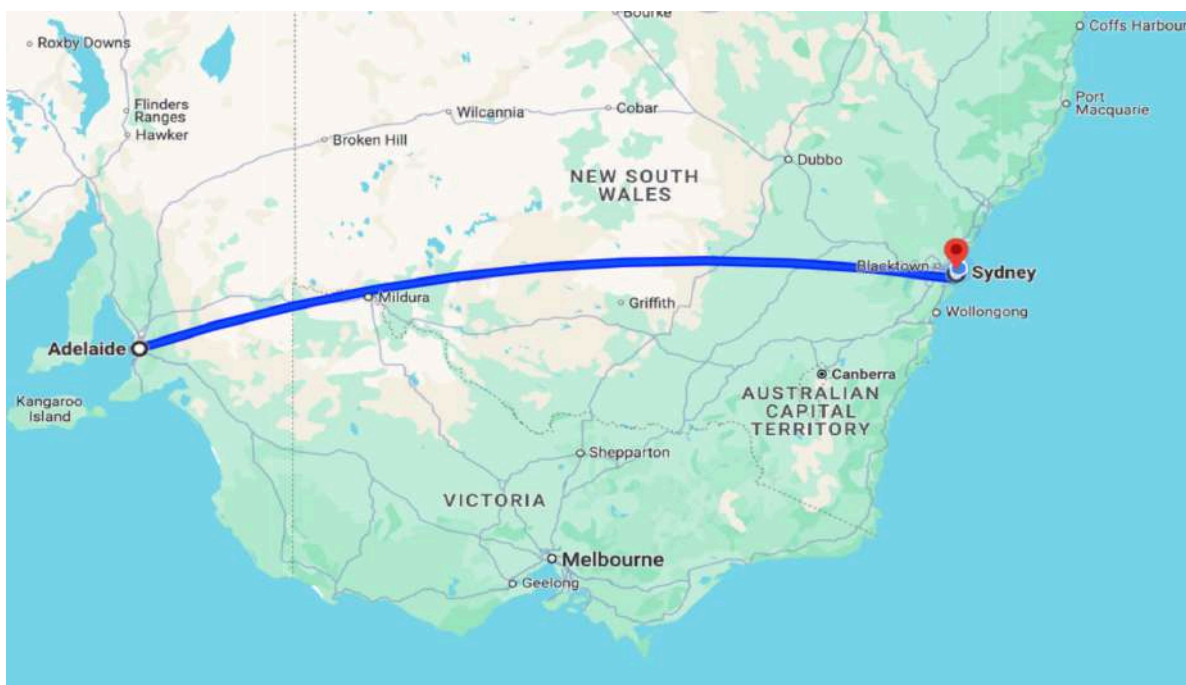 Bourke
Coffs Harbour
Roxby Downs
Flinders
Ranges
Hawker
Wilcannia
Cobar
Port
Macquarie
Broken Hill
Dubbo
NEW SOUTH
WALES
Blacktown
Sydney
Mildura
Griffith
Wollongong
Adelaide
Canberra
Kangaroo
Island
AUSTRALIAN
CAPITAL
TERRITORY
Shepparton
VICTORIA
Melbourne
Geelong